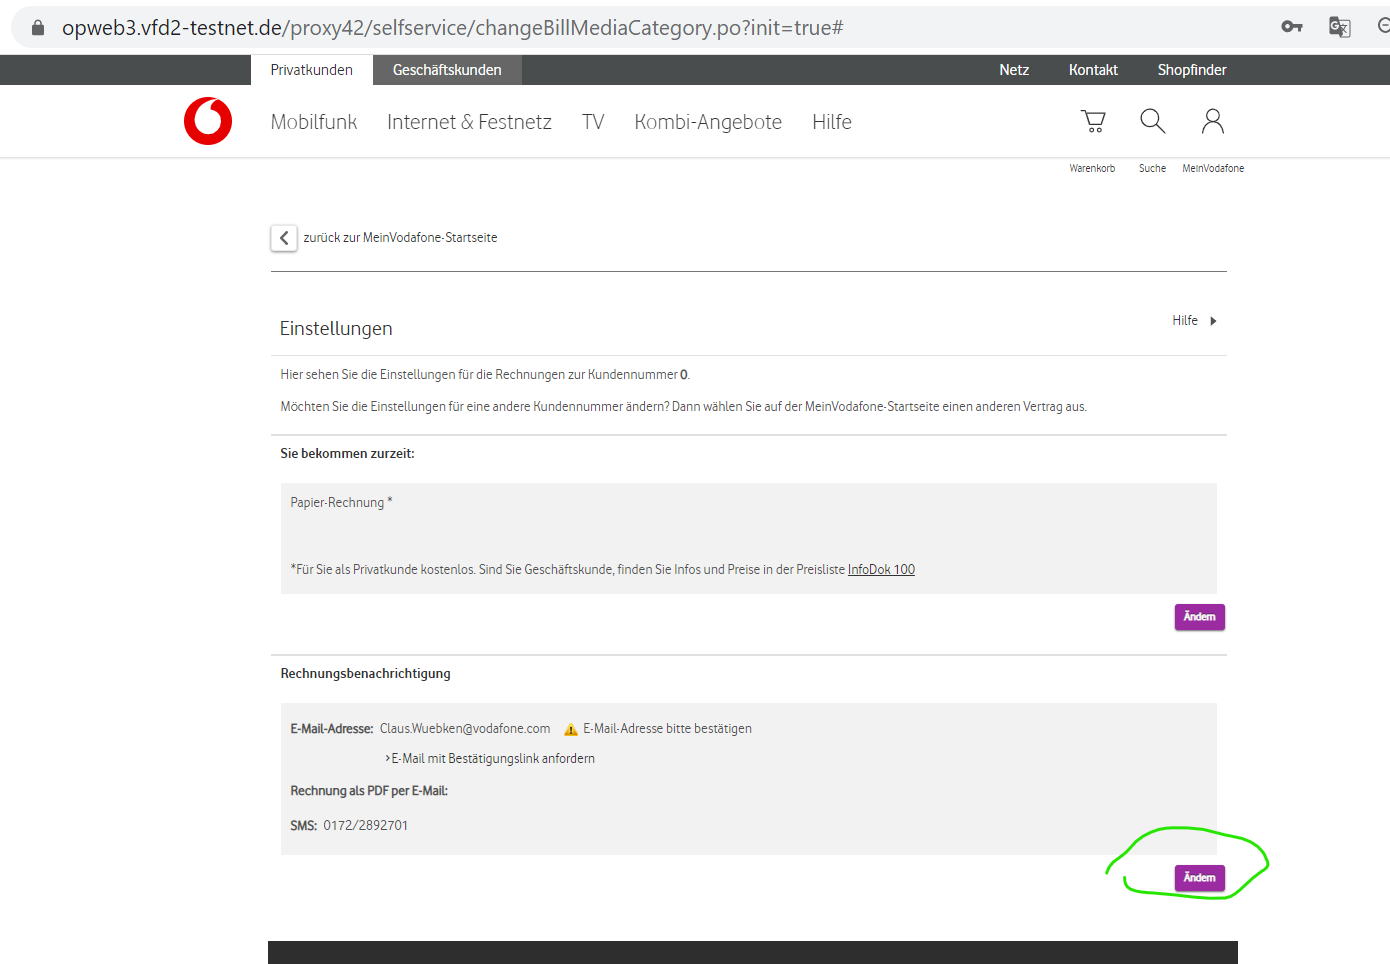 opweb3.vfd2-testnet.de/proxy42/selfservice/changeBillMediaCategory.po?init=true#
Privatkunden Geschäftskunden Netz Kontakt Shopfinder
Mobilfunk Internet & Festnetz TV Kombi-Angebote Hilfe
Warenkorb Suche MeinVodafone
zurück zur MeinVodafone-Startseite
Einstellungen Hilfe
Hier sehen Sie die Einstellungen für die Rechnungen zur Kundennummer 0.
Möchten Sie die Einstellungen für eine andere Kundennummer ändern? Dann wählen Sie auf der MeinVodafone-Startseite einen anderen Vertrag aus.
Sie bekommen zurzeit:
Papier-Rechnung *
*Für Sie als Privatkunde kostenlos. Sind Sie Geschäftskunde, finden Sie Infos und Preise in der Preisliste InfoDok 100
Ändern
Rechnungsbenachrichtigung
E-Mail-Adresse: Claus.Wuebken@vodafone.com E-Mail-Adresse bitte bestätigen
›E-Mail mit Bestätigungslink anfordern
Rechnung als PDF per E-Mail:
SMS: 0172/2892701
Ändern